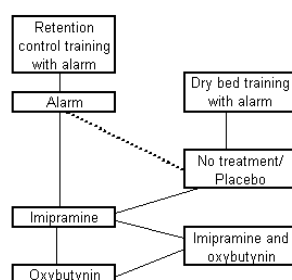 Retention
control training
with alarm
Dry bed training
with alarm
Alarm
No treatment/
Placebo
Imipramine
Imipramine and
oxybutynin
Oxybutynin